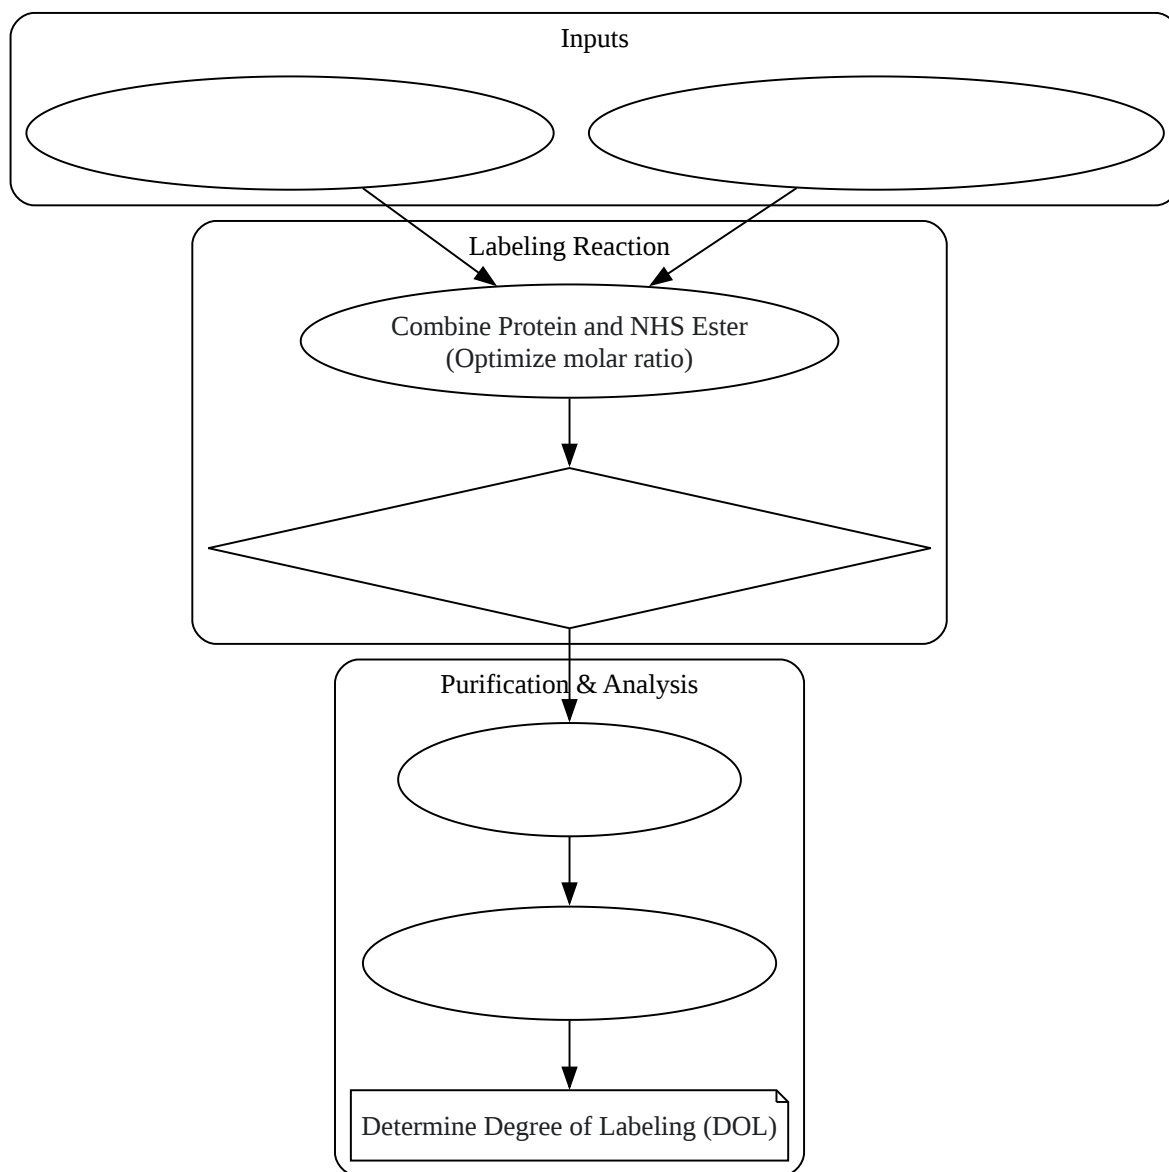 Inputs
Labeling Reaction
Combine Protein and NHS Ester
(Optimize molar ratio)
Purification & Analysis
Determine Degree of Labeling (DOL)